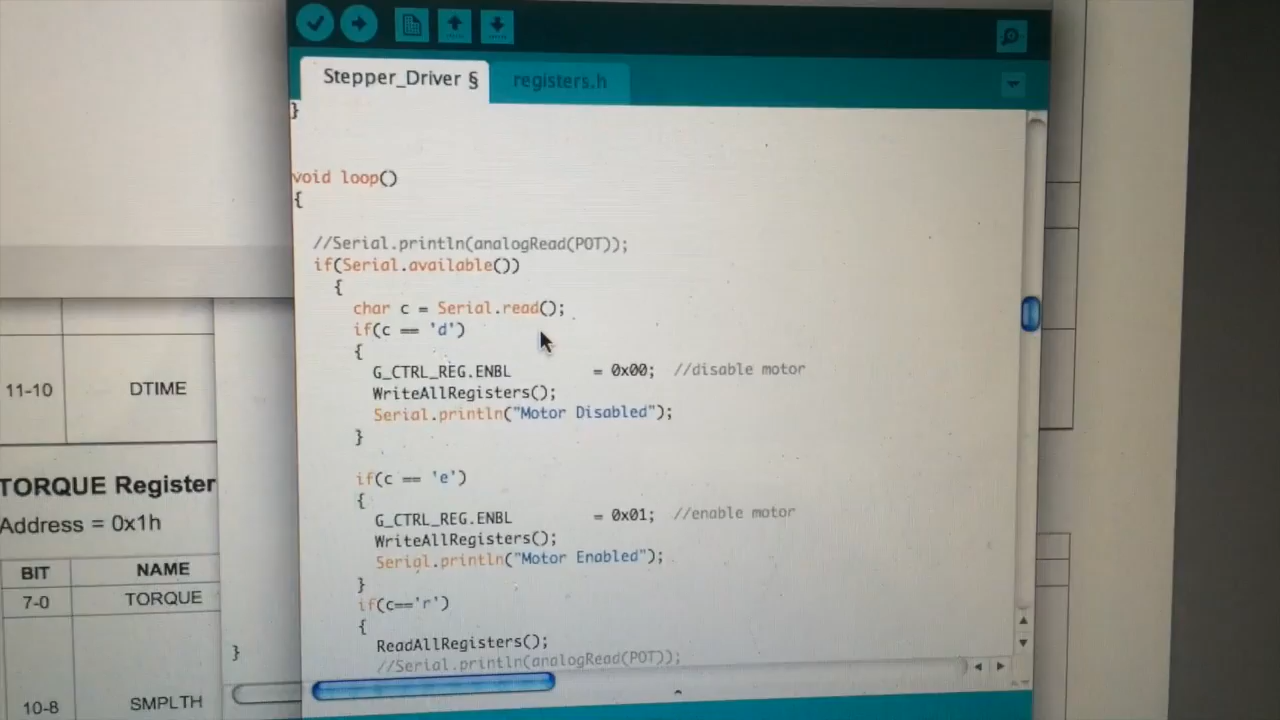 Stepper_Driver §
registers.h
}
void loop()
{
//Serial.println(analogRead(POT));
if(Serial.available())
{
char c = Serial.read();
if(c == 'd')
{
G_CTRL_REG.ENBL = 0x00; //disable motor
WriteAllRegisters();
Serial.println("Motor Disabled");
}
if(c == 'e')
{
G_CTRL_REG.ENBL = 0x01; //enable motor
WriteAllRegisters();
Serial.println("Motor Enabled");
}
if(c=='r')
{
ReadAllRegisters();
//Serial.println(analogRead(POT));
11-10 DTIME
TORQUE Register
Address = 0x1h
BIT NAME
7-0 TORQUE
10-8 SMPLTH
}
}